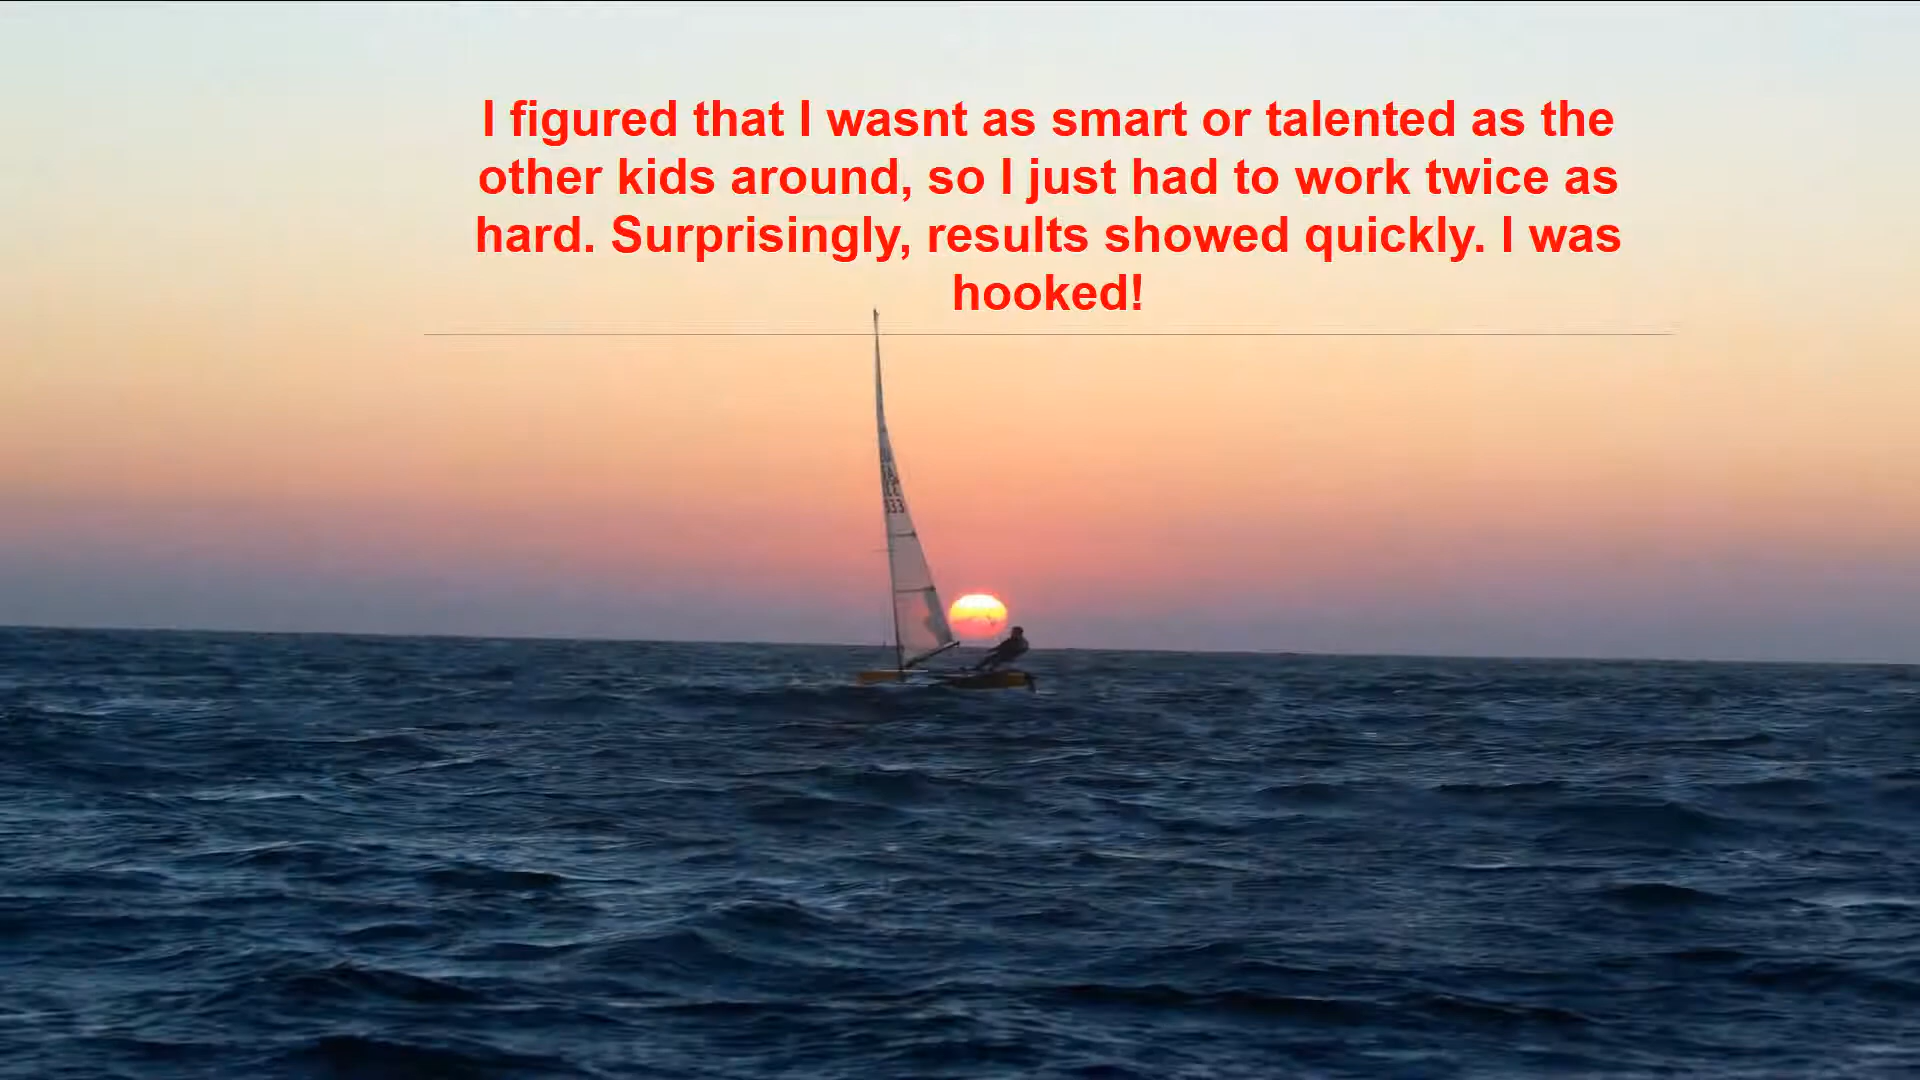 I figured that I wasnt as smart or talented as the
other kids around, so I just had to work twice as
hard. Surprisingly, results showed quickly. I was
hooked!
333